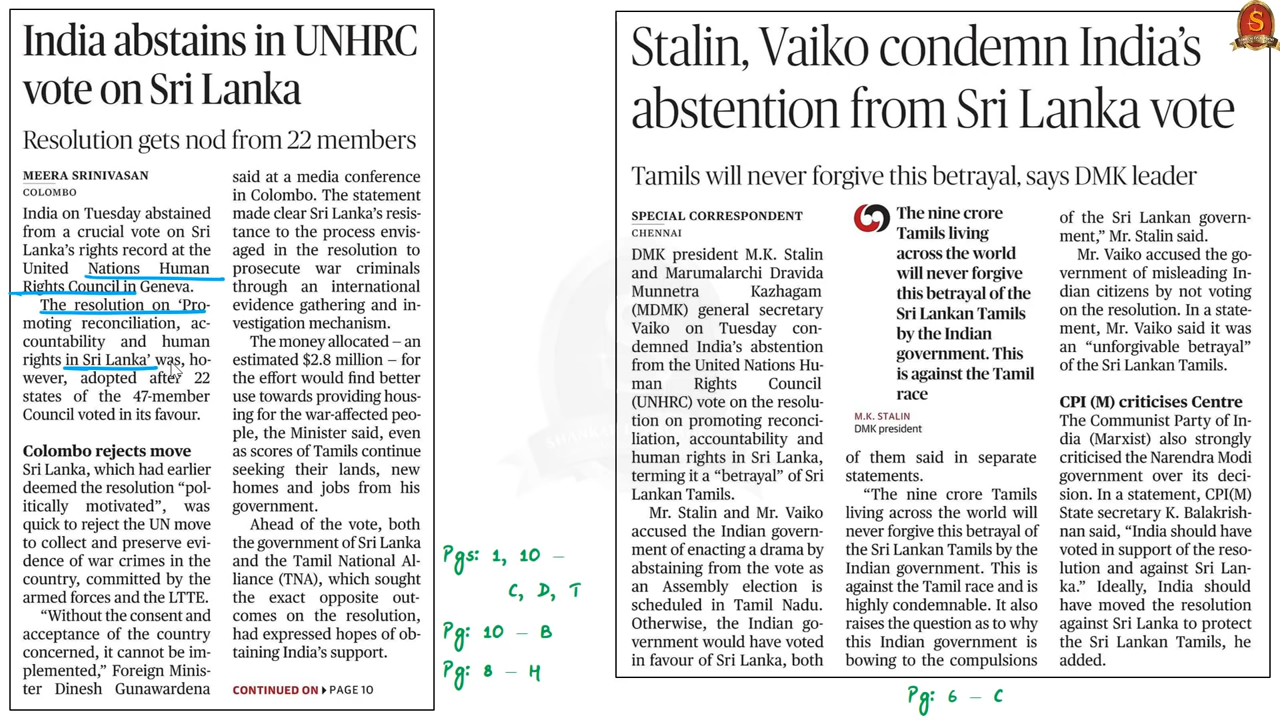 India abstains in UNHRC
vote on Sri Lanka
Resolution gets nod from 22 members
MEERA SRINIVASAN
COLOMBO
India on Tuesday abstained
from a crucial vote on Sri
Lanka's rights record at the
United Nations Human
Rights Council in Geneva.
The resolution on 'Pro-
moting reconciliation, ac-
countability and human
rights in Sri Lanka' was, ho-
wever, adopted after 22
states of the 47-member
Council voted in its favour.
Colombo rejects move
Sri Lanka, which had earlier
deemed the resolution "pol-
itically motivated", was
quick to reject the UN move
to collect and preserve evi-
dence of war crimes in the
country, committed by the
armed forces and the LTTE.
"Without the consent and
acceptance of the country
concerned, it cannot be im-
plemented," Foreign Minis-
ter Dinesh Gunawardena
said at a media conference
in Colombo. The statement
made clear Sri Lanka's resis-
tance to the process envis-
aged in the resolution to
prosecute war criminals
through an international
evidence gathering and in-
vestigation mechanism.
The money allocated – an
estimated $2.8 million – for
the effort would find better
use towards providing hous-
ing for the war-affected peo-
ple, the Minister said, even
as scores of Tamils continue
seeking their lands, new
homes and jobs from his
government.
Ahead of the vote, both
the government of Sri Lanka
and the Tamil National Al-
liance (TNA), which sought
the exact opposite out-
comes on the resolution,
had expressed hopes of ob-
taining India's support.
CONTINUED ON PAGE 10
Pgs: 1, 10 –
C, D, T
Pg: 10 – B
Pg: 8 – H
Stalin, Vaiko condemn India's
abstention from Sri Lanka vote
Tamils will never forgive this betrayal, says DMK leader
SPECIAL CORRESPONDENT
CHENNAI
DMK president M.K. Stalin
and Marumalarchi Dravida
Munnetra Kazhagam
(MDMK) general secretary
Vaiko on Tuesday con-
demned India's abstention
from the United Nations Hu-
man Rights Council
(UNHRC) vote on the resolu-
tion on promoting reconci-
liation, accountability and
human rights in Sri Lanka,
terming it a "betrayal" of Sri
Lankan Tamils.
Mr. Stalin and Mr. Vaiko
accused the Indian govern-
ment of enacting a drama by
abstaining from the vote as
an Assembly election is
scheduled in Tamil Nadu.
Otherwise, the Indian go-
vernment would have voted
in favour of Sri Lanka, both
The nine crore
Tamils living
across the world
will never forgive
this betrayal of the
Sri Lankan Tamils
by the Indian
government. This
is against the Tamil
race
M.K. STALIN
DMK president
of them said in separate
statements.
"The nine crore Tamils
living across the world will
never forgive this betrayal of
the Sri Lankan Tamils by the
Indian government. This is
against the Tamil race and is
highly condemnable. It also
raises the question as to why
this Indian government is
bowing to the compulsions
of the Sri Lankan govern-
ment," Mr. Stalin said.
Mr. Vaiko accused the go-
vernment of misleading In-
dian citizens by not voting
on the resolution. In a state-
ment, Mr. Vaiko said it was
an "unforgivable betrayal"
of the Sri Lankan Tamils.
CPI (M) criticises Centre
The Communist Party of In-
dia (Marxist) also strongly
criticised the Narendra Modi
government over its deci-
sion. In a statement, CPI(M)
State secretary K. Balakrish-
nan said, "India should have
voted in support of the reso-
lution and against Sri Lan-
ka." Ideally, India should
have moved the resolution
against Sri Lanka to protect
the Sri Lankan Tamils, he
added.
Pg: 6 – C